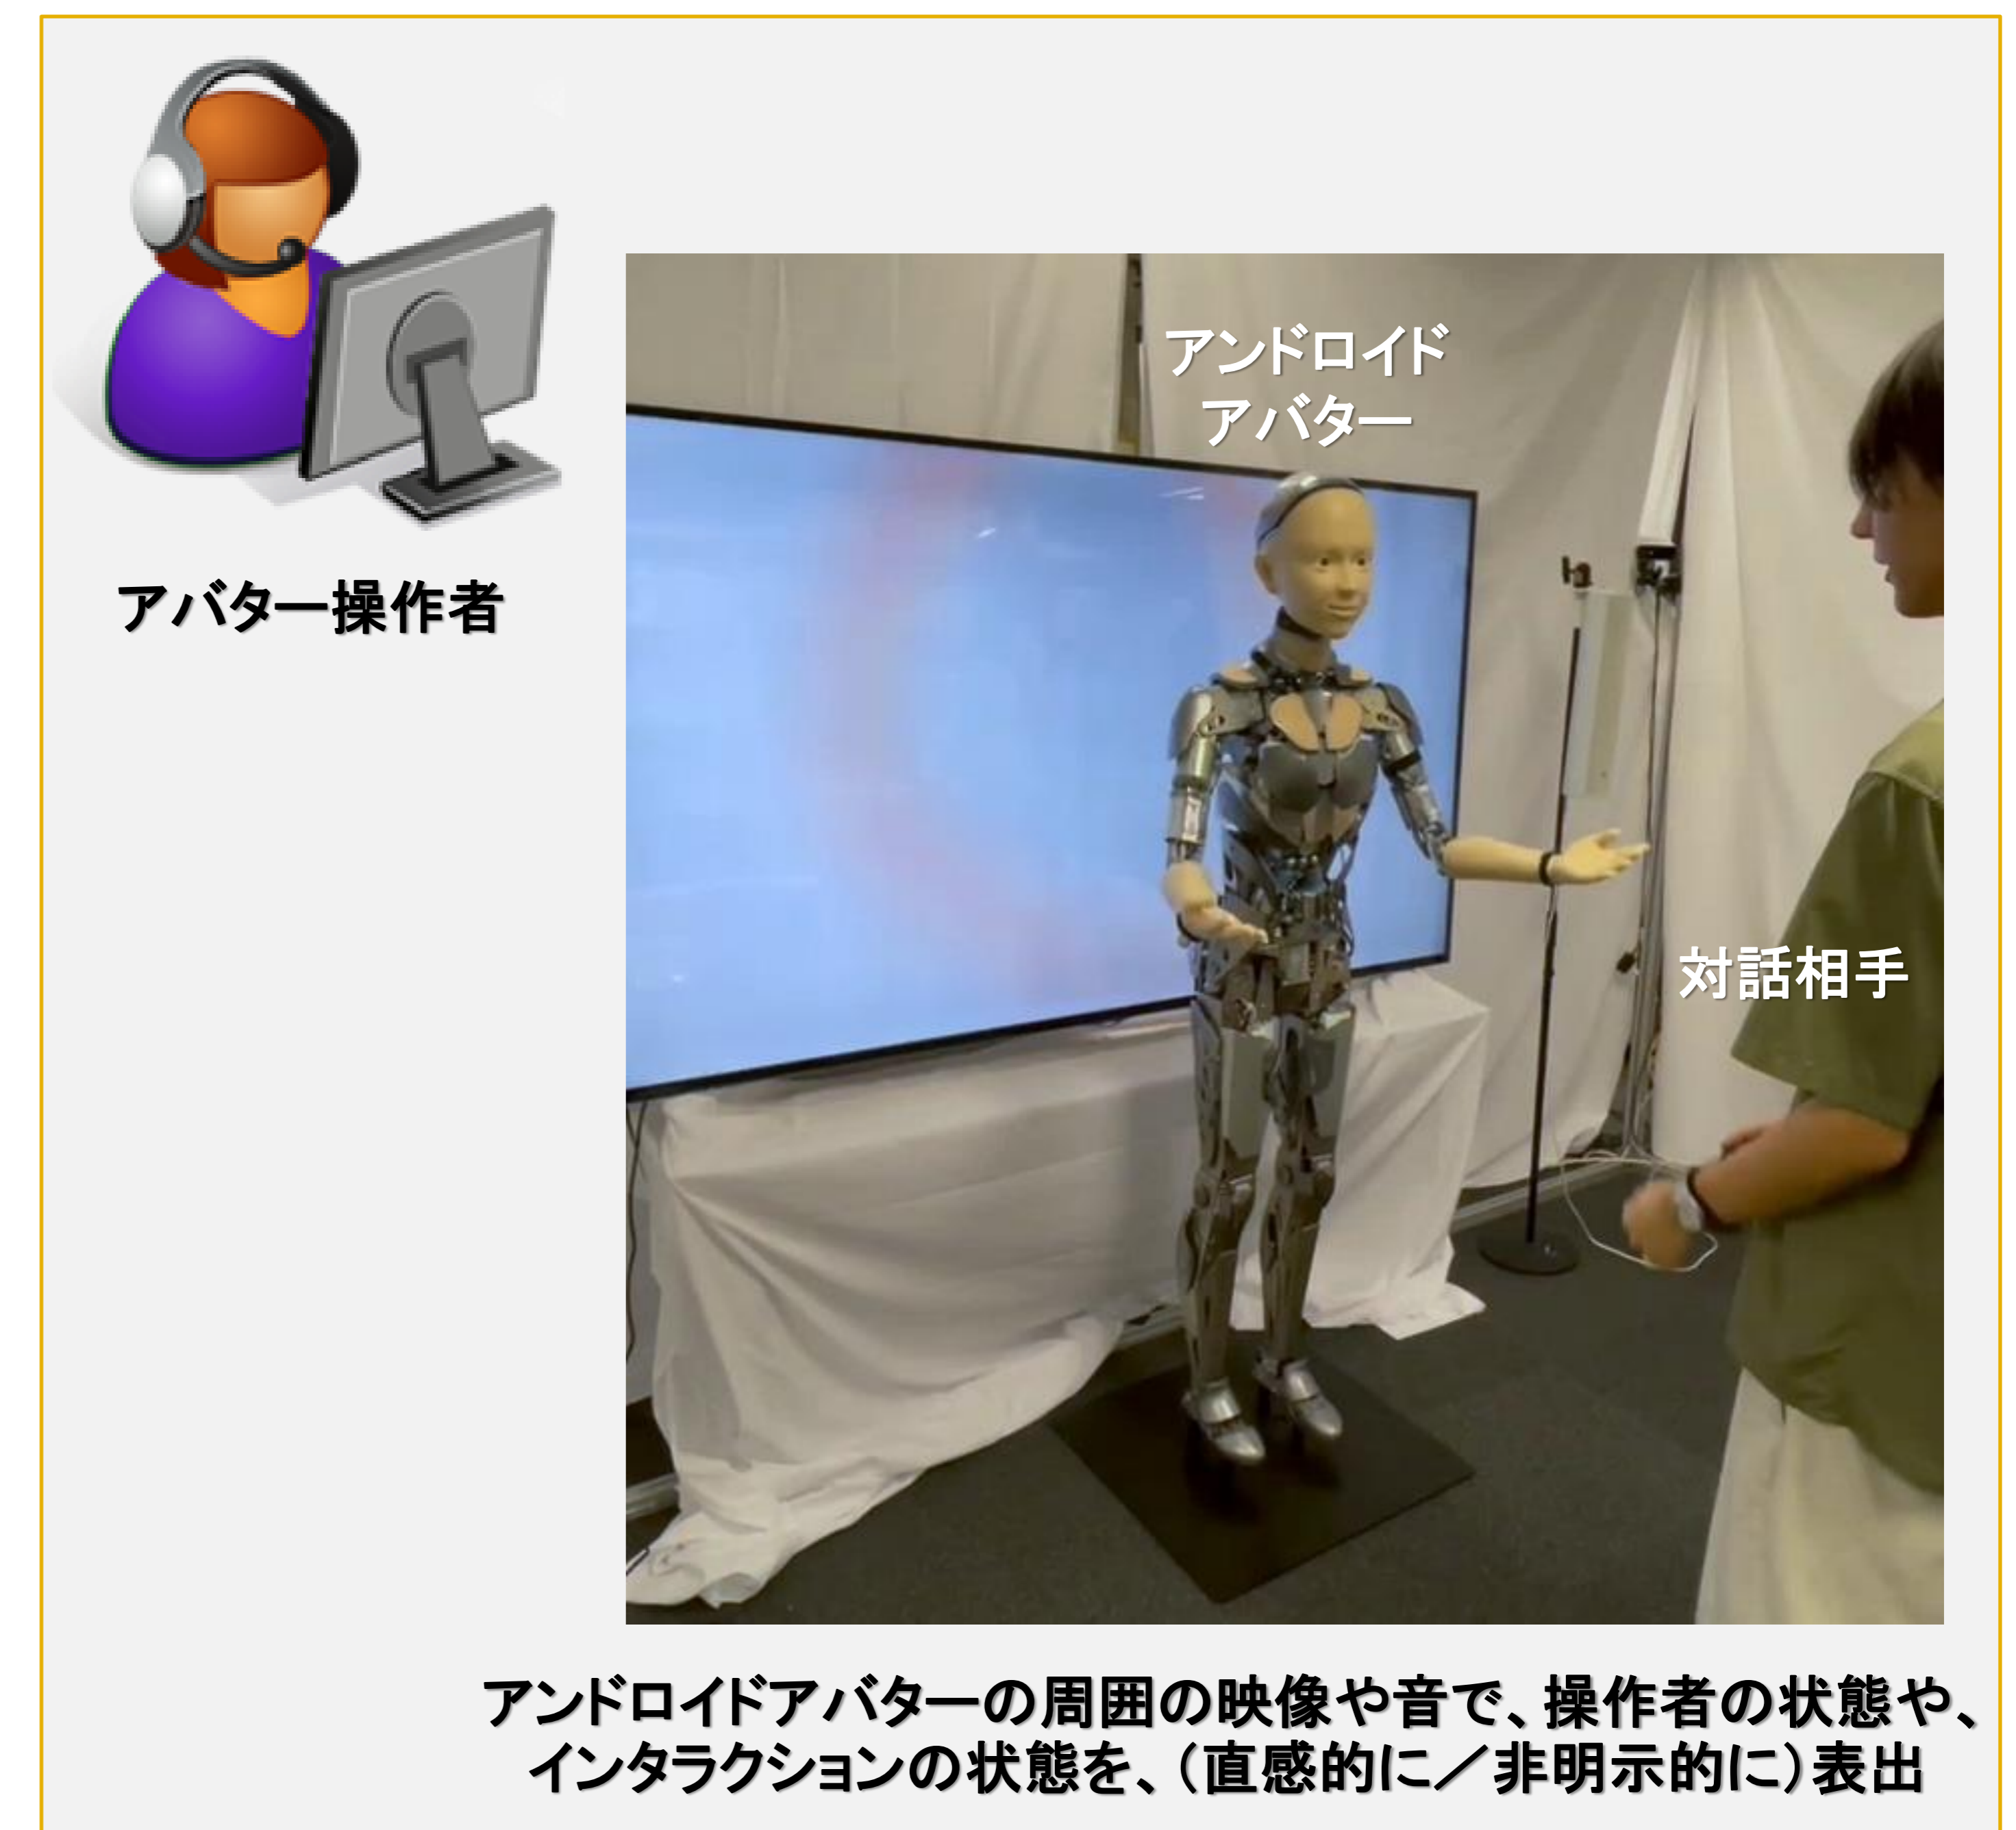 アバター操作者
アンドロイド
アバター
対話相手
アンドロイドアバターの周囲の映像や音で、操作者の状態や、
インタラクションの状態を、（直感的に／非明示的に）表出